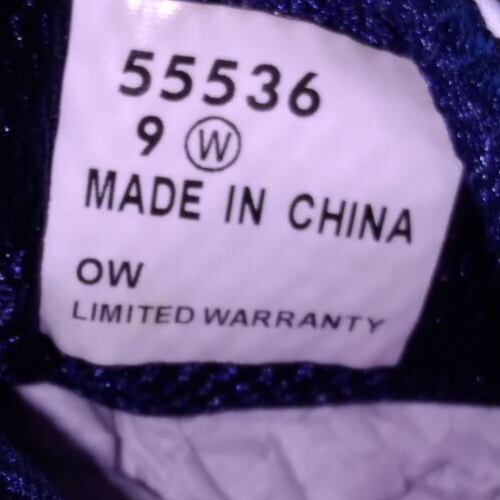 55536
9 Ⓦ
MADE IN CHINA
OW
LIMITED WARRANTY